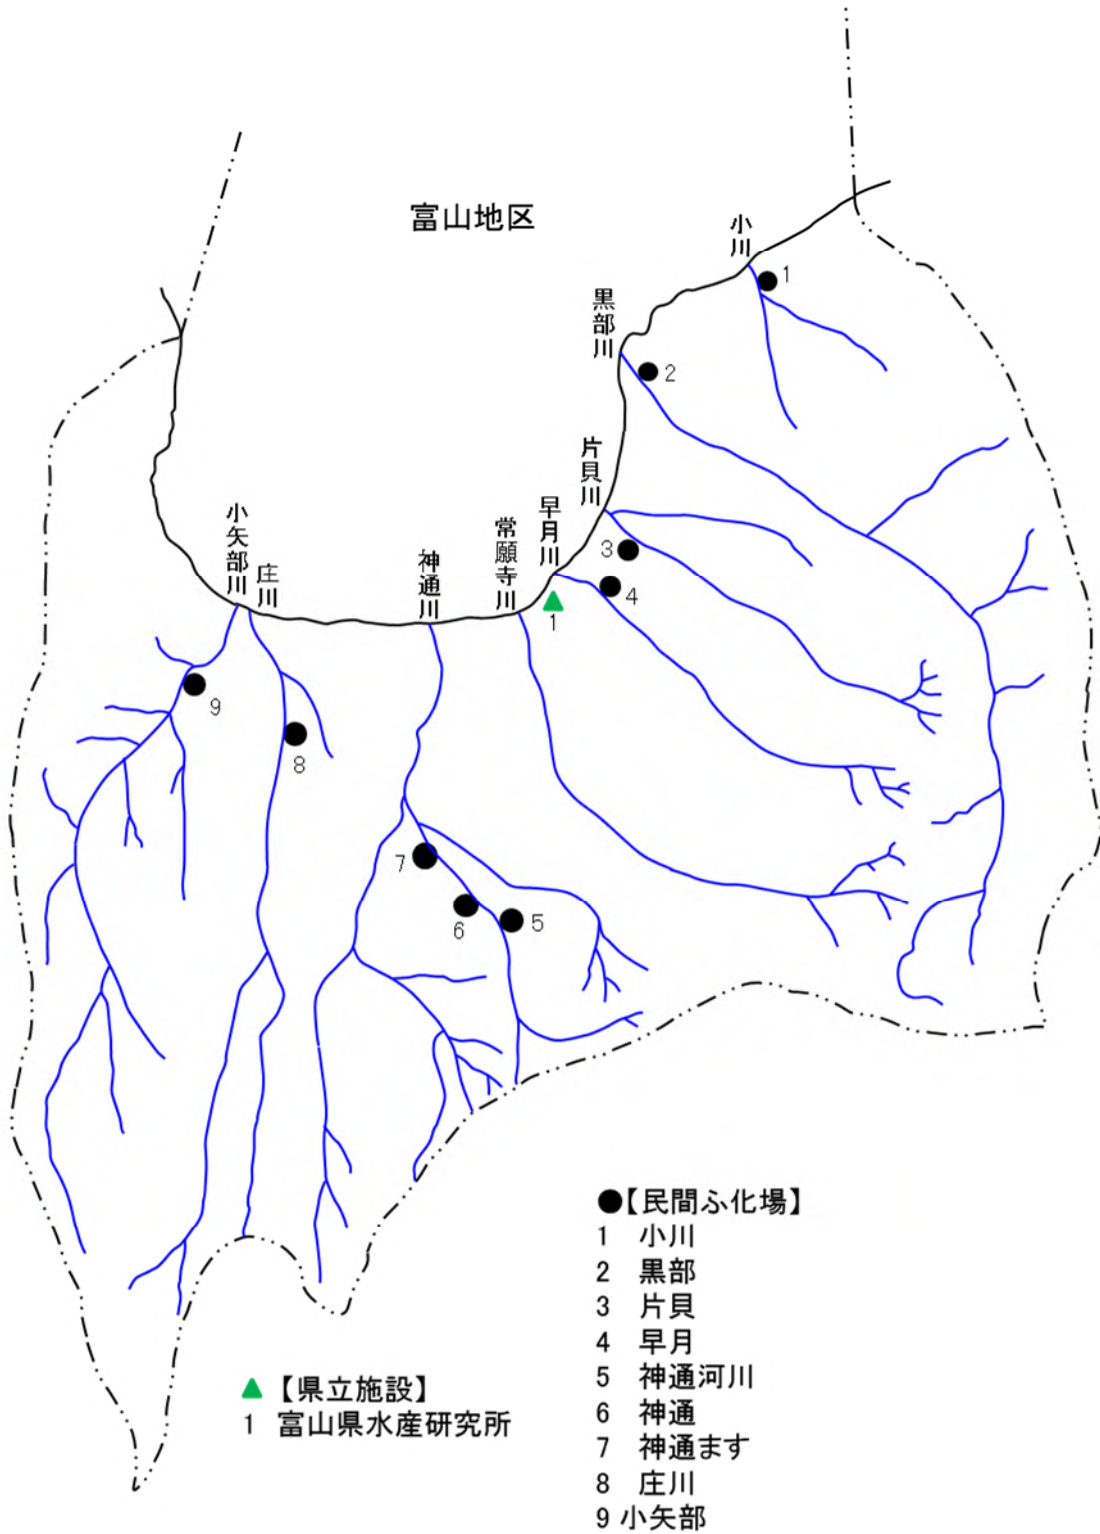 富山地区
小川
1
黒部川
2
片貝川
3
早月川
4
1
常願寺川
神通川
庄川
小矢部川
9
8
7
6
5
●【民間ふ化場】
1 小川
2 黒部
3 片貝
4 早月
5 神通河川
6 神通
7 神通ます
8 庄川
9 小矢部
▲【県立施設】
1 富山県水産研究所